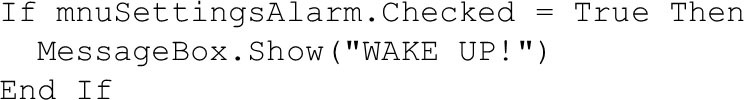 If mnuSettingsAlarm.Checked = True Then
  MessageBox.Show("WAKE UP!")
End If